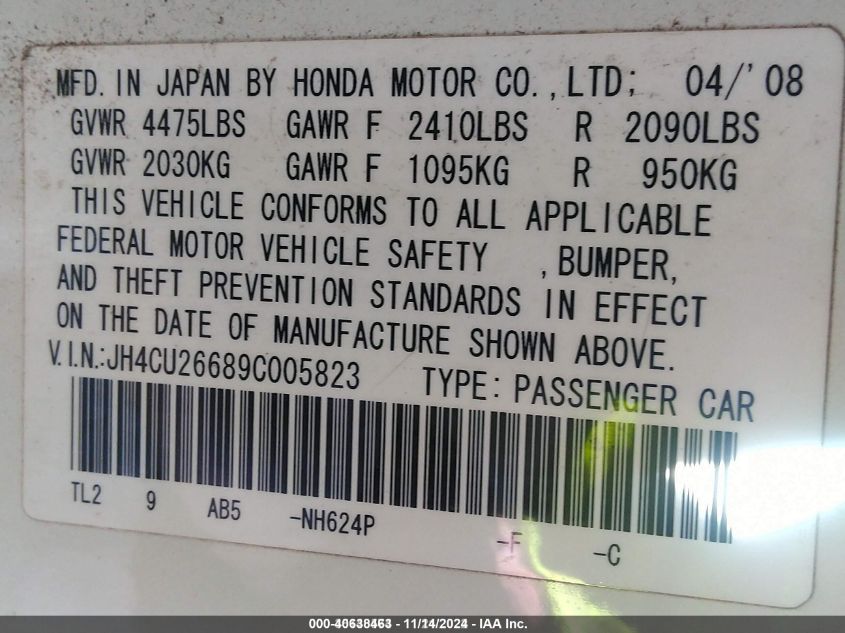 MFD. IN JAPAN BY HONDA MOTOR CO., LTD; 04/'08
GVWR 4475LBS GAWR F 2410LBS R 2090LBS
GVWR 2030KG GAWR F 1095KG R 950KG
THIS VEHICLE CONFORMS TO ALL APPLICABLE
FEDERAL MOTOR VEHICLE SAFETY , BUMPER,
AND THEFT PREVENTION STANDARDS IN EFFECT
ON THE DATE OF MANUFACTURE SHOWN ABOVE.
V.I.N.:JH4CU26689C005823 TYPE: PASSENGER CAR
TL2 9 AB5 -NH624P -F -C
000-40638463 - 11/14/2024 - IAA Inc.